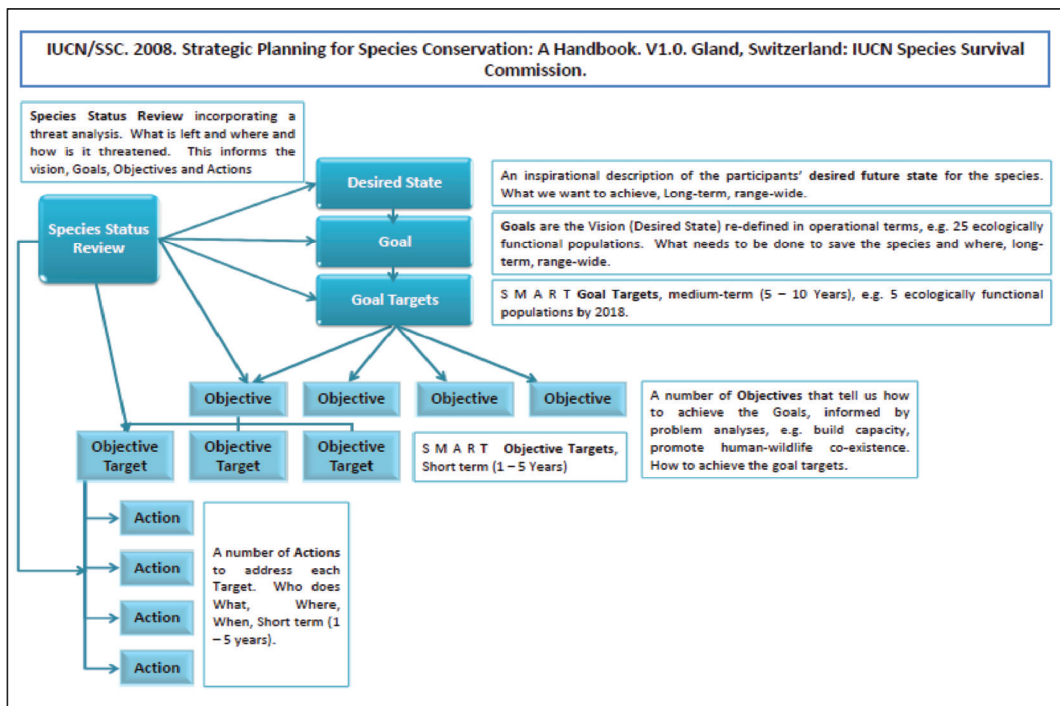 IUCN/SSC. 2008. Strategic Planning for Species Conservation: A Handbook. V1.0. Gland, Switzerland: IUCN Species Survival
Commission.
Species Status Review incorporating a
threat analysis. What is left and where and
how is it threatened. This informs the
vision, Goals, Objectives and Actions
Desired State
An inspirational description of the participants' desired future state for the species.
What we want to achieve, Long-term, range-wide.
Species Status
Review
Goal
Goals are the Vision (Desired State) re-defined in operational terms, e.g. 25 ecologically
functional populations. What needs to be done to save the species and where, long-
term, range-wide.
Goal Targets
S M A R T Goal Targets, medium-term (5 – 10 Years), e.g. 5 ecologically functional
populations by 2018.
Objective
Objective
Objective
Objective
A number of Objectives that tell us how
to achieve the Goals, informed by
problem analyses, e.g. build capacity,
promote human-wildlife co-existence.
How to achieve the goal targets.
Objective
Target
Objective
Target
Objective
Target
S M A R T Objective Targets,
Short term (1 – 5 Years)
Action
Action
Action
Action
A number of Actions
to address each
Target. Who does
What, Where,
When, Short term (1
– 5 years).